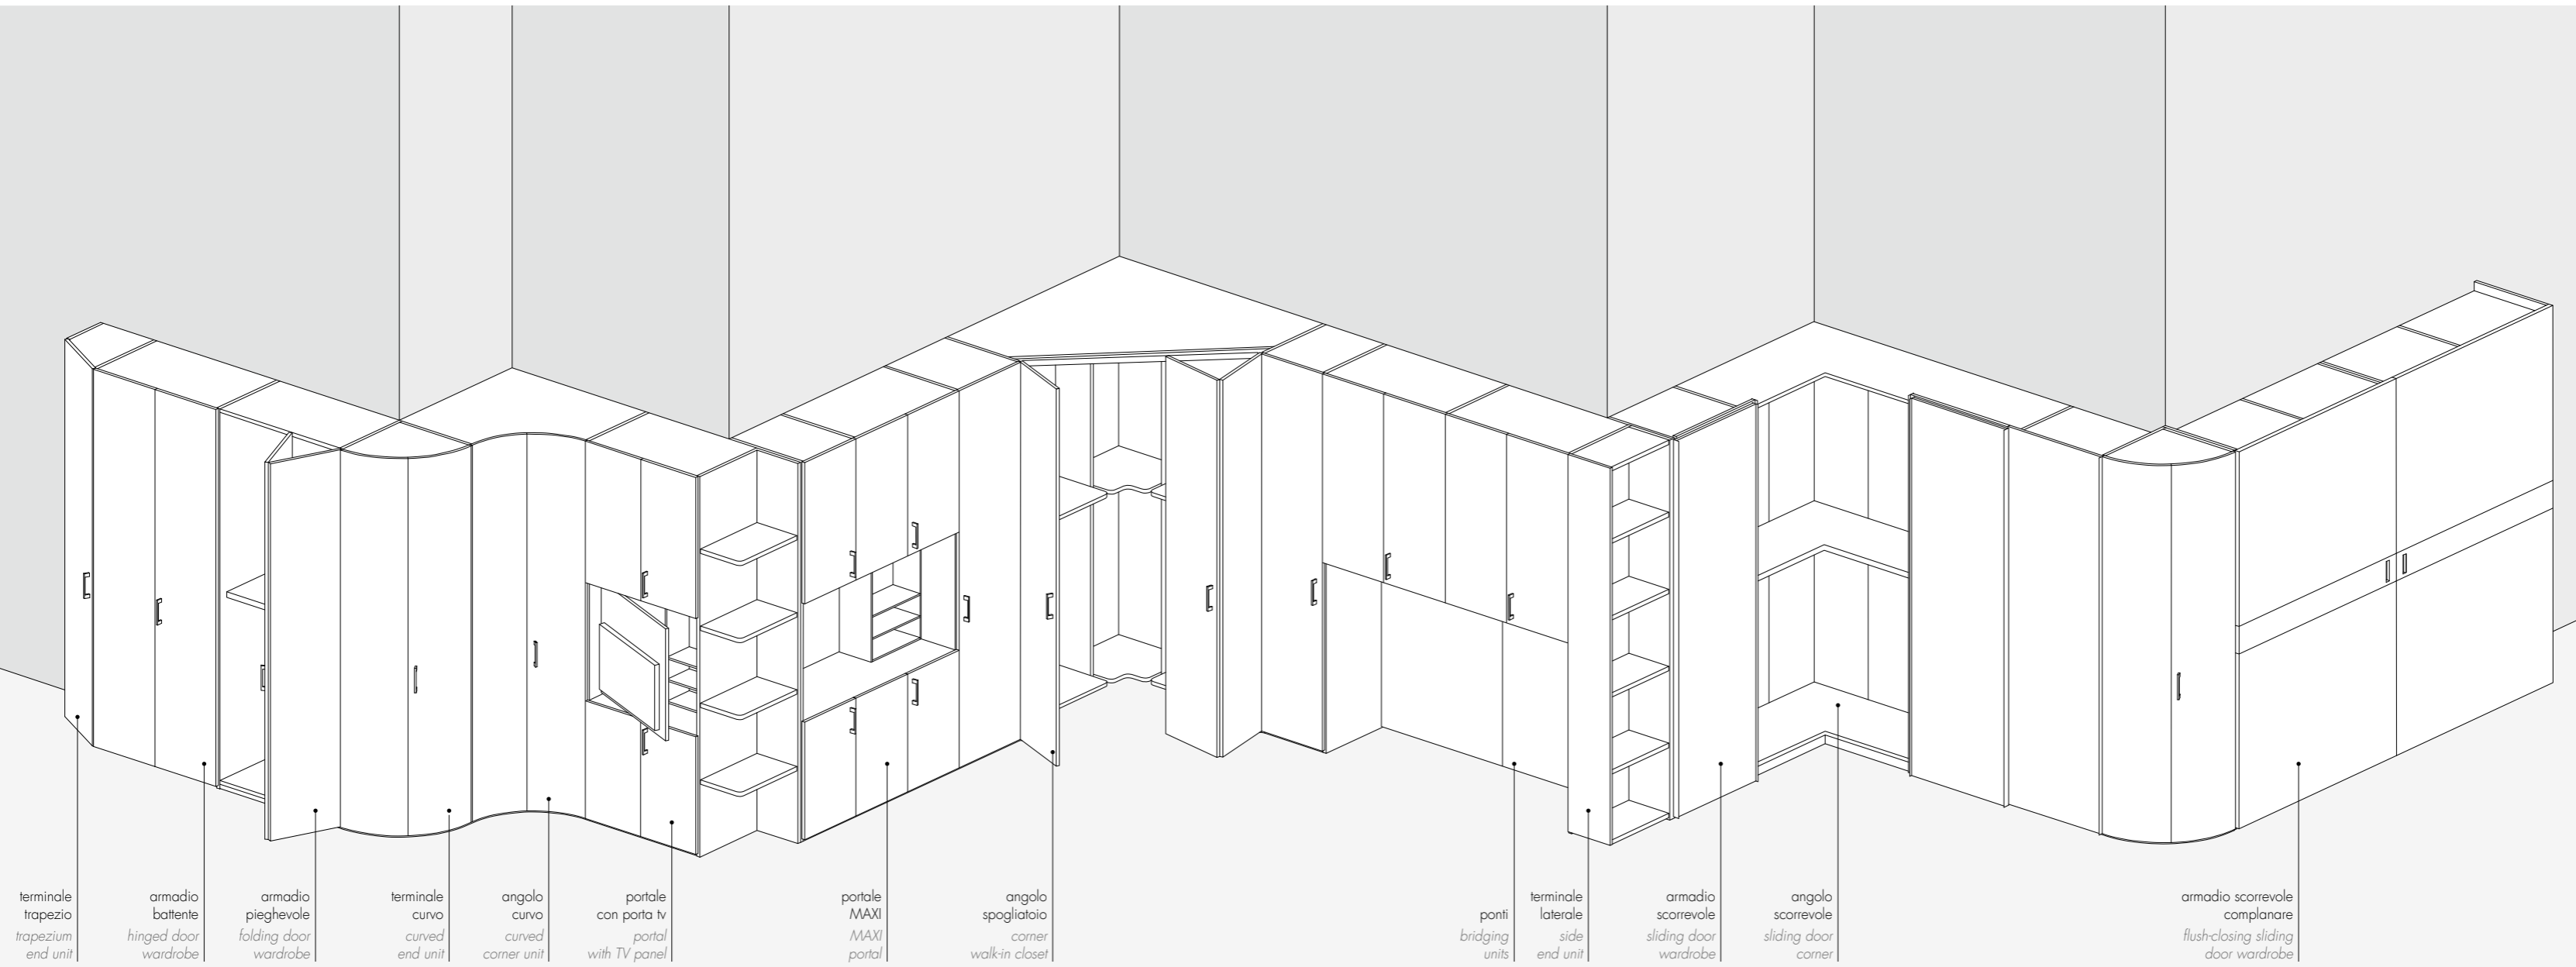 terminale
trapezio
trapezium
end unit
armadio
battente
hinged door
wardrobe
armadio
pieghevole
folding door
wardrobe
terminale
curvo
curved
end unit
angolo
curvo
curved
corner unit
portale
con porta tv
portal
with TV panel
portale
MAXI
MAXI
portal
angolo
spogliatoio
corner
walk-in closet
ponti
bridging
units
terminale
laterale
side
end unit
armadio
scorrevole
sliding door
wardrobe
angolo
scorrevole
sliding door
corner
armadio scorrevole
complanare
flush-closing sliding
door wardrobe